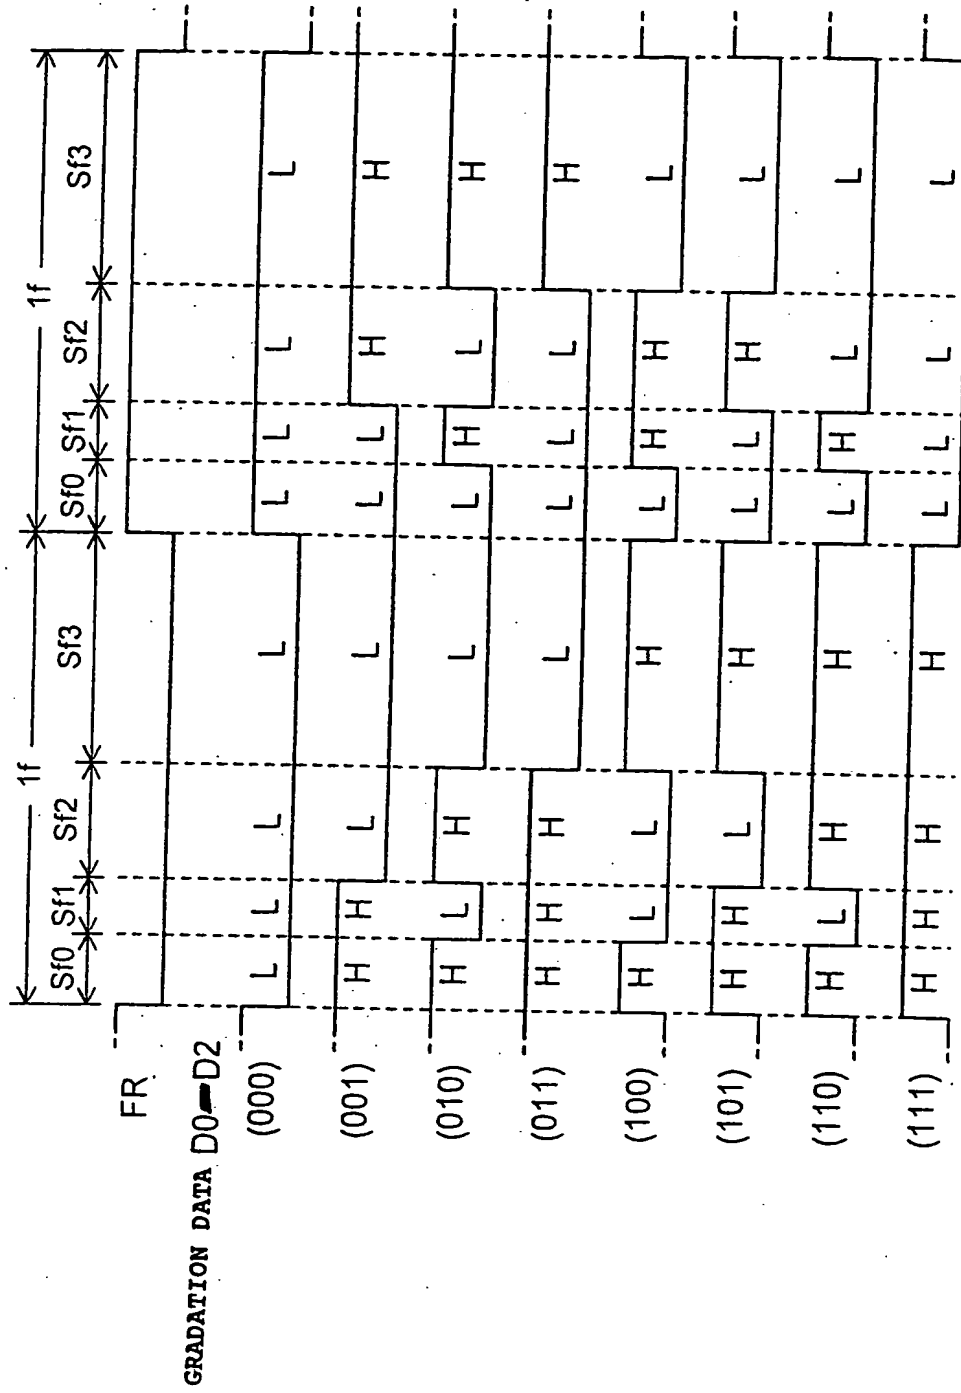 1f 1f
Sf0 Sf1 Sf2 Sf3 Sf0 Sf1 Sf2 Sf3
FR
GRADATION DATA D0–D2
(000) L L L L L L L L
(001) H H L L L L H H
(010) H L H L L H L H
(011) H H H L L L L H
(100) H L L H L H H L
(101) H H L H L L H L
(110) H L H H L H L L
(111) H H H H L L L L